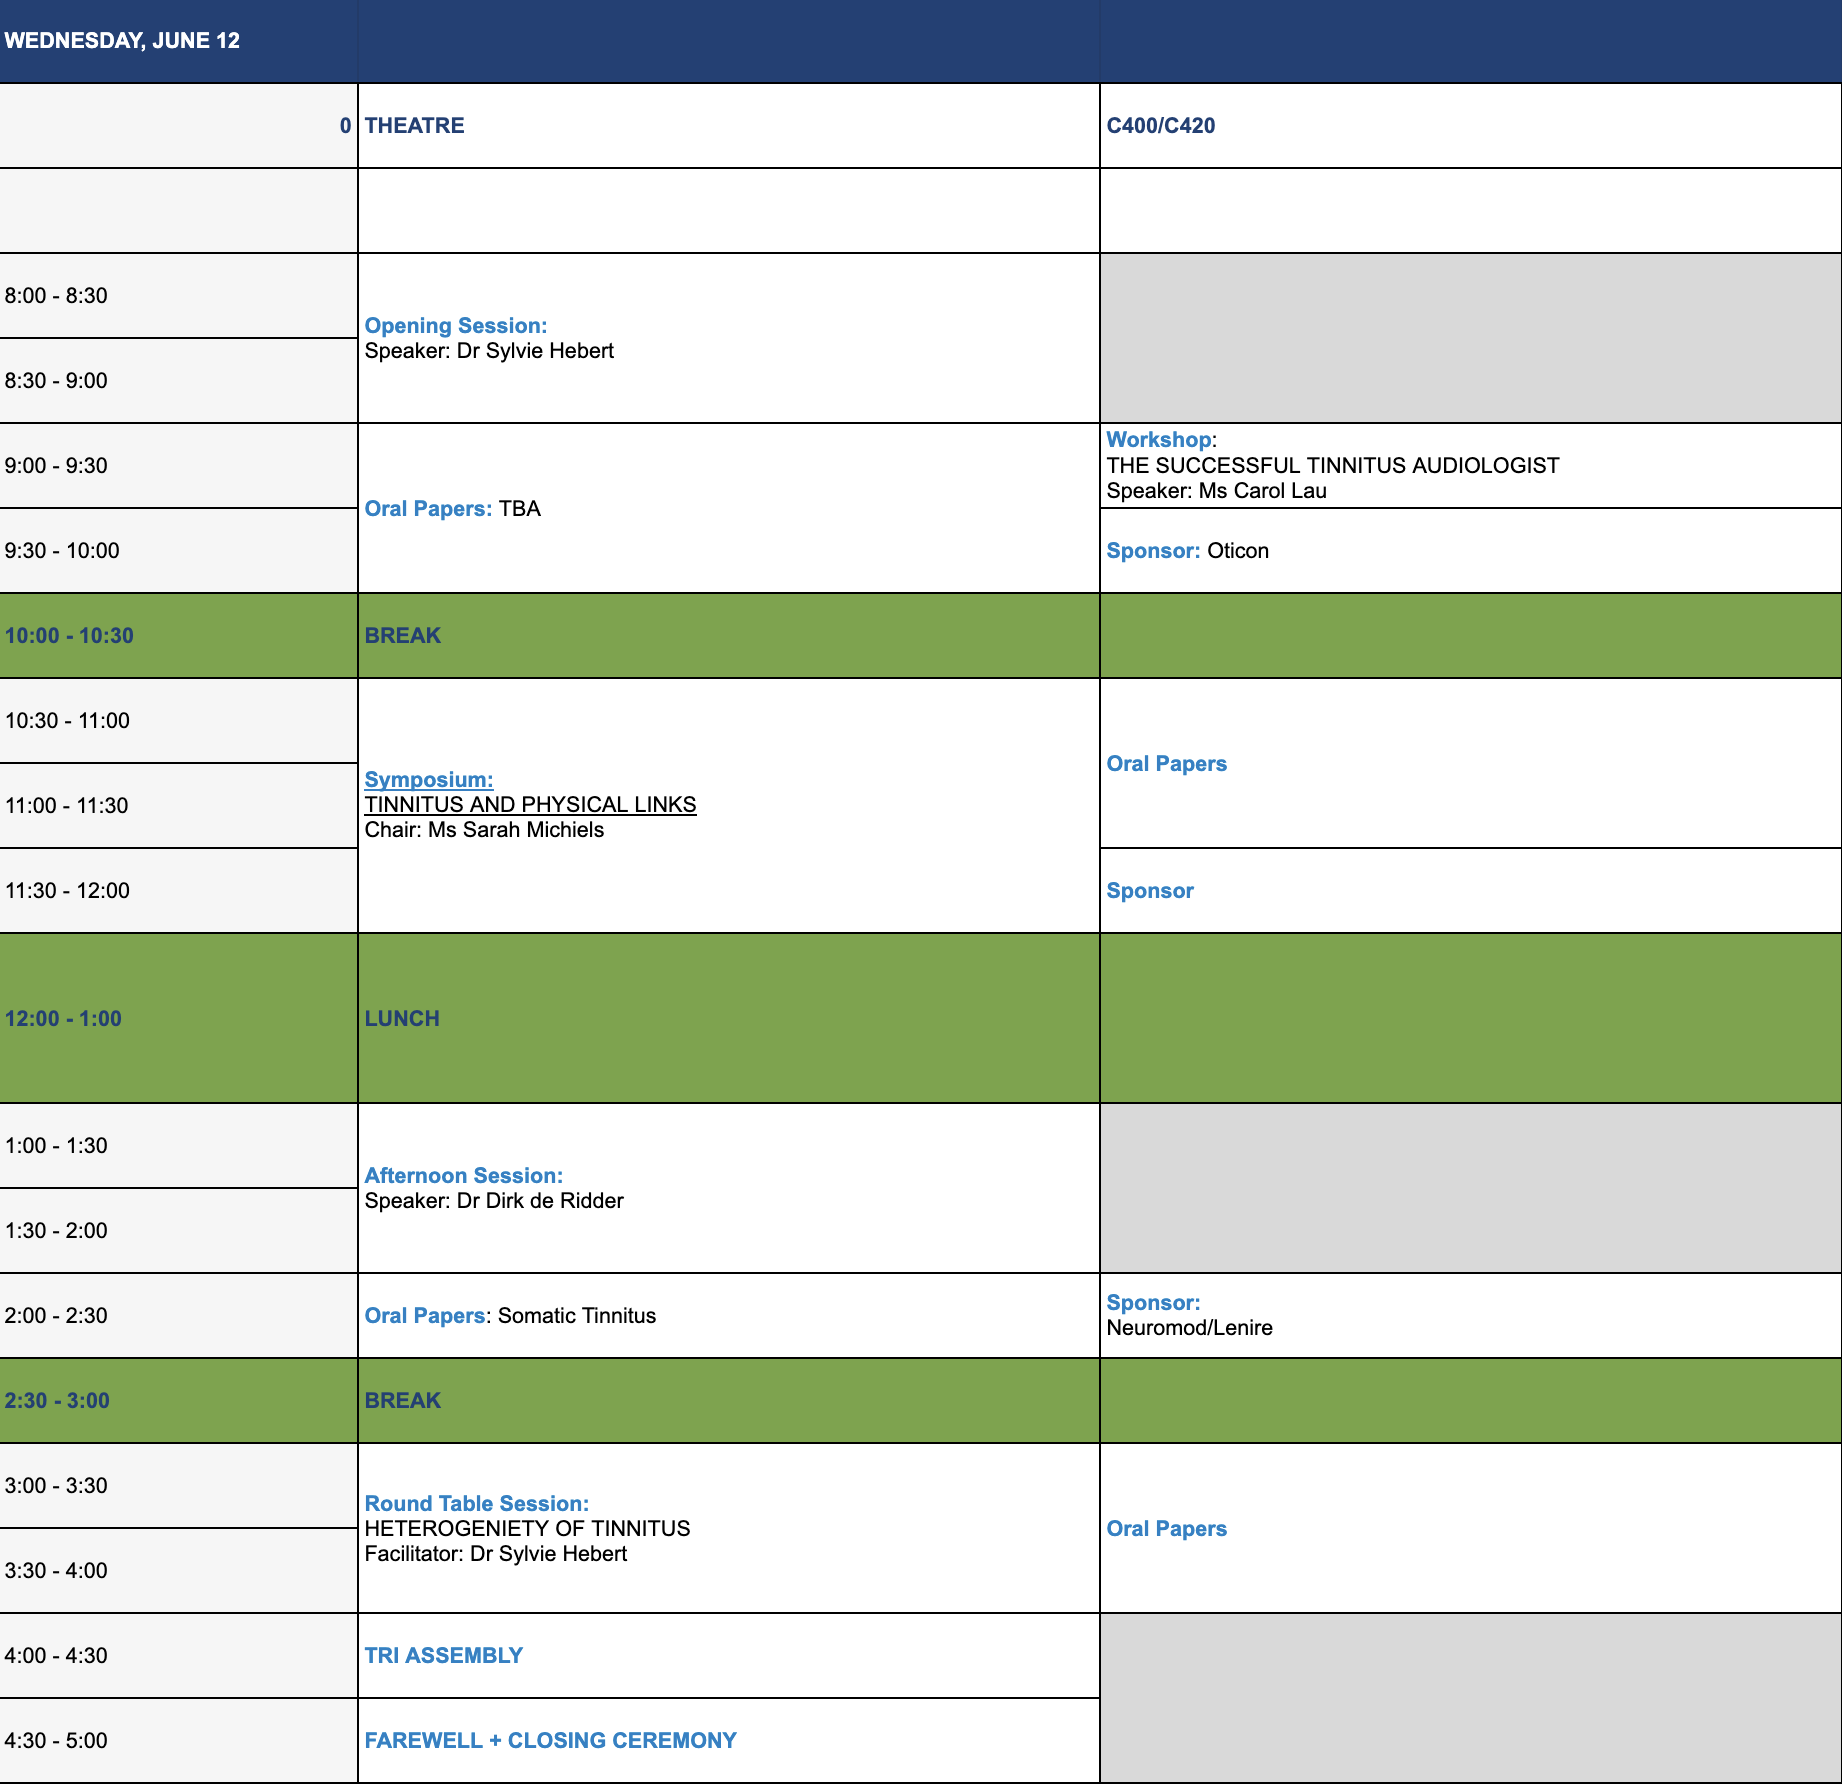 WEDNESDAY, JUNE 12
0 THEATRE C400/C420
8:00 - 8:30
Opening Session:
Speaker: Dr Sylvie Hebert
8:30 - 9:00
9:00 - 9:30
Oral Papers: TBA
Workshop:
THE SUCCESSFUL TINNITUS AUDIOLOGIST
Speaker: Ms Carol Lau
9:30 - 10:00
Sponsor: Oticon
10:00 - 10:30 BREAK
10:30 - 11:00
Symposium:
TINNITUS AND PHYSICAL LINKS
Chair: Ms Sarah Michiels
Oral Papers
11:00 - 11:30
11:30 - 12:00
Sponsor
12:00 - 1:00 LUNCH
1:00 - 1:30
Afternoon Session:
Speaker: Dr Dirk de Ridder
1:30 - 2:00
2:00 - 2:30
Oral Papers: Somatic Tinnitus
Sponsor:
Neuromod/Lenire
2:30 - 3:00 BREAK
3:00 - 3:30
Round Table Session:
HETEROGENIETY OF TINNITUS
Facilitator: Dr Sylvie Hebert
Oral Papers
3:30 - 4:00
4:00 - 4:30 TRI ASSEMBLY
4:30 - 5:00 FAREWELL + CLOSING CEREMONY